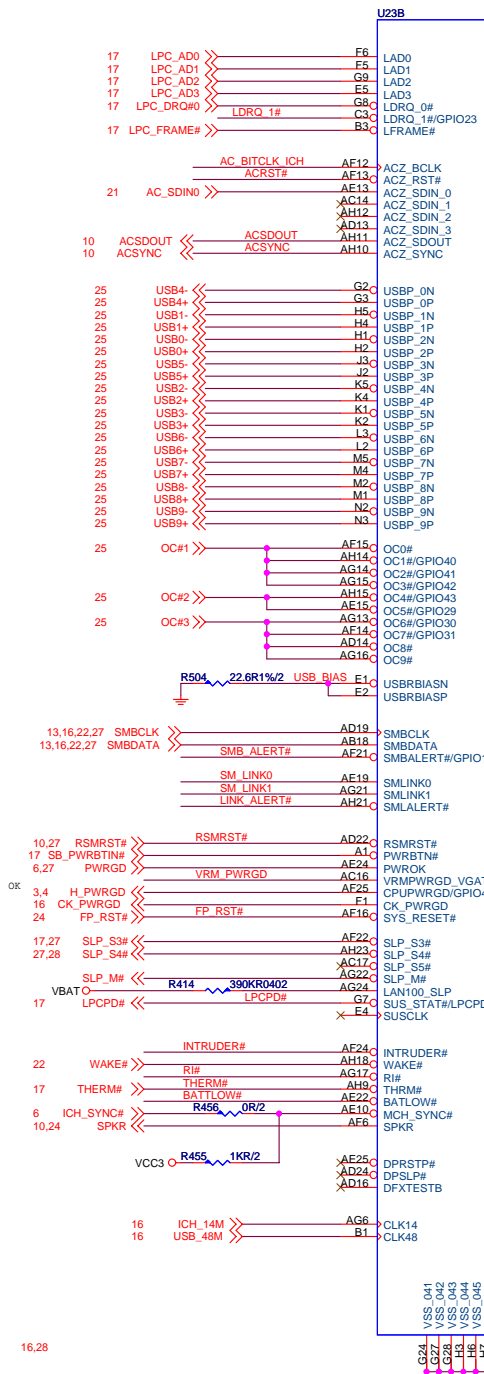 U23B
17 LPC_AD0 F6 LAD0
17 LPC_AD1 F5 LAD1
17 LPC_AD2 G9 LAD2
17 LPC_AD3 E5 LAD3
17 LPC_DRQ#0 G8 LDRQ_0#
LDRQ_1# C3 LDRQ_1#/GPIO23
17 LPC_FRAME# B3 LFRAME#
AC_BITCLK_ICH AF12 ACZ_BCLK
ACRST# AF13 ACZ_RST#
21 AC_SDIN0 AE13 ACZ_SDIN_0
AC14 ACZ_SDIN_1
AH12 ACZ_SDIN_2
AD13 ACZ_SDIN_3
10 ACSDOUT ACSDOUT AH11 ACZ_SDOUT
10 ACSYNC ACSYNC AH10 ACZ_SYNC
25 USB4- G2 USBP_0N
25 USB4+ G3 USBP_0P
25 USB1- H5 USBP_1N
25 USB1+ H4 USBP_1P
25 USB0- H1 USBP_2N
25 USB0+ H2 USBP_2P
25 USB5- J3 USBP_3N
25 USB5+ J2 USBP_3P
25 USB2- K5 USBP_4N
25 USB2+ K4 USBP_4P
25 USB3- K1 USBP_5N
25 USB3+ K2 USBP_5P
25 USB6- L3 USBP_6N
25 USB6+ L2 USBP_6P
25 USB7- M5 USBP_7N
25 USB7+ M4 USBP_7P
25 USB8- M2 USBP_8N
25 USB8+ M1 USBP_8P
25 USB9- N2 USBP_9N
25 USB9+ N3 USBP_9P
25 OC#1 AF15 OC0#
AH14 OC1#/GPIO40
AG14 OC2#/GPIO41
AG15 OC3#/GPIO42
25 OC#2 AH15 OC4#/GPIO43
AE15 OC5#/GPIO29
25 OC#3 AG13 OC6#/GPIO30
AF14 OC7#/GPIO31
AD14 OC8#
AG16 OC9#
R504 22.6R1%/2 USB_BIAS E1 USBRBIASN
E2 USBRBIASP
13,16,22,27 SMBCLK AD19 SMBCLK
13,16,22,27 SMBDATA AB18 SMBDATA
SMB_ALERT# AF21 SMBALERT#/GPIO1
SM_LINK0 AE19 SMLINK0
SM_LINK1 AG21 SMLINK1
LINK_ALERT# AH21 SMLALERT#
10,27 RSMRST# RSMRST# AD22 RSMRST#
17 SB_PWRBTIN# A1 PWRBTN#
6,27 PWRGD AE24 PWROK
VRM_PWRGD AC16 VRMPWRGD_VGAT
OK
3,4 H_PWRGD AF25 CPUPWRGD/GPIO4
16 CK_PWRGD F1 CK_PWRGD
24 FP_RST# FP_RST# AF16 SYS_RESET#
17,27 SLP_S3# AF22 SLP_S3#
27,28 SLP_S4# AH23 SLP_S4#
AC17 SLP_S5#
SLP_M# AG22 SLP_M#
VBAT R414 390KR0402 AG24 LAN100_SLP
17 LPCPD# LPCPD# G7 SUS_STAT#/LPCPD
E4 SUSCLK
INTRUDER# AF24 INTRUDER#
22 WAKE# AH18 WAKE#
RI# AG17 RI#
17 THERM# THERM# AH9 THRM#
BATTLOW# AE22 BATLOW#
6 ICH_SYNC# R456 0R/2 AE10 MCH_SYNC#
10,24 SPKR AF6 SPKR
VCC3 R455 1KR/2
AE25 DPRSTP#
AD24 DPSLP#
AD16 DFXTESTB
16 ICH_14M AG6 CLK14
16 USB_48M B1 CLK48
VSS_041 VSS_042 VSS_043 VSS_044 VSS_045
G24 G27 G28 H3 H6 H7
16,28